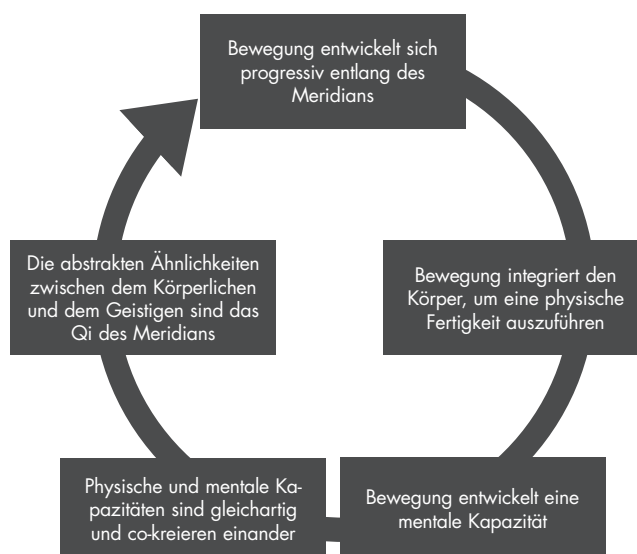 Bewegung entwickelt sich
progressiv entlang des
Meridians
Bewegung integriert den
Körper, um eine physische
Fertigkeit auszuführen
Bewegung entwickelt eine
mentale Kapazität
Physische und mentale Ka-
pazitäten sind gleichartig
und co-kreieren einander
Die abstrakten Ähnlichkeiten
zwischen dem Körperlichen
und dem Geistigen sind das
Qi des Meridians